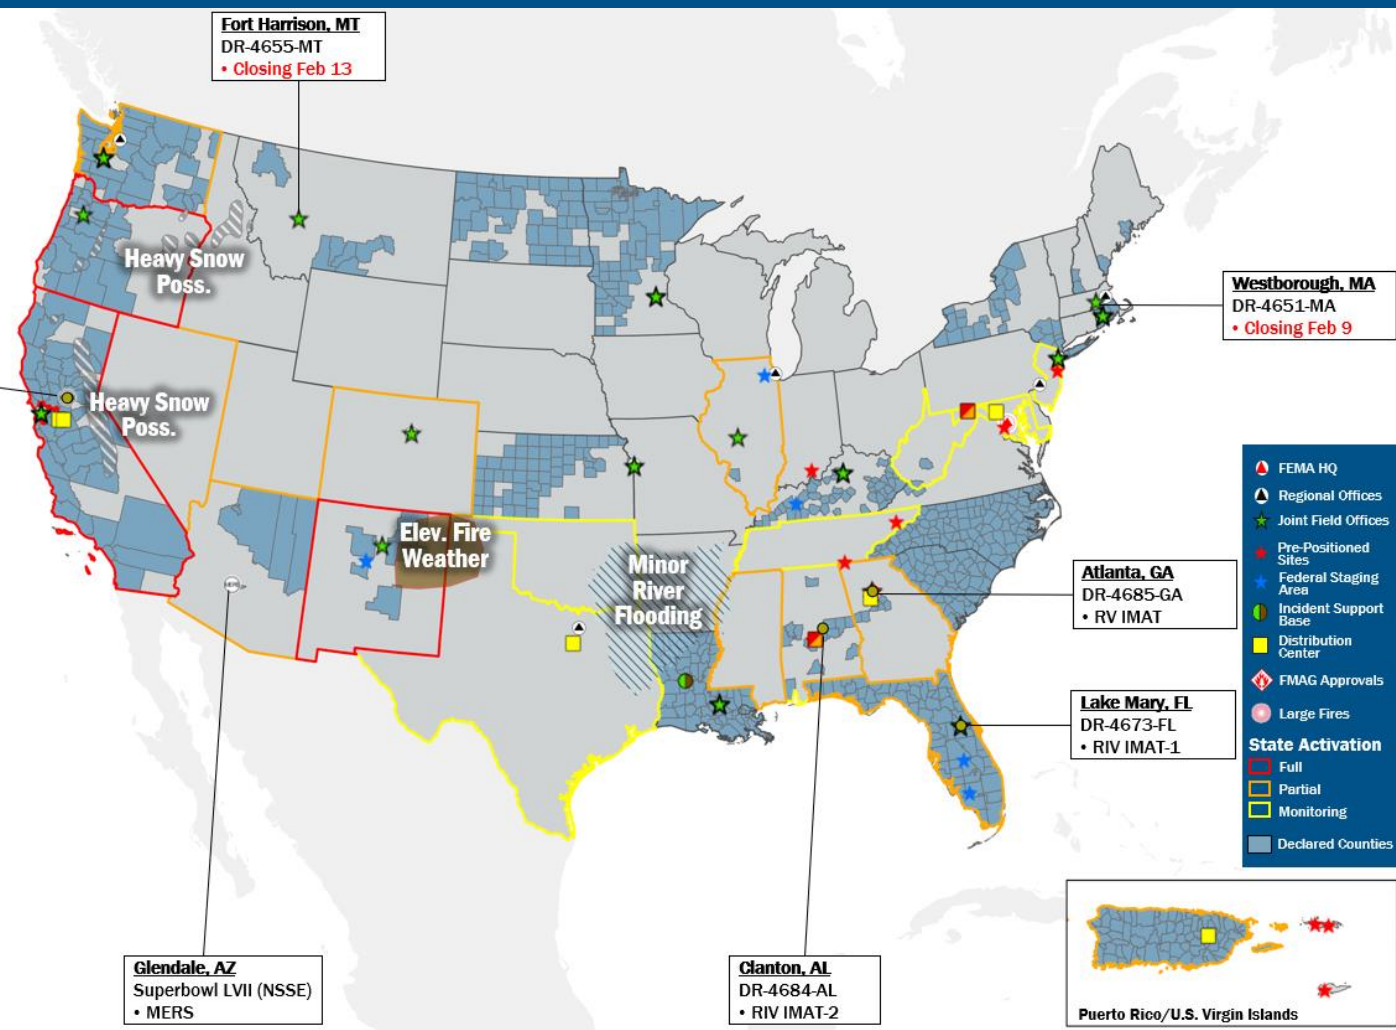 Fort Harrison, MT
DR-4655-MT
• Closing Feb 13
Heavy Snow
Poss.
Westborough, MA
DR-4651-MA
• Closing Feb 9
Heavy Snow
Poss.
Elev. Fire
Weather
Minor
River
Flooding
Atlanta, GA
DR-4685-GA
• RV IMAT
Lake Mary, FL
DR-4673-FL
• RIV IMAT-1
Glendale, AZ
Superbowl LVII (NSSE)
• MERS
Clanton, AL
DR-4684-AL
• RIV IMAT-2
MERS
FEMA HQ
Regional Offices
Joint Field Offices
Pre-Positioned
Sites
Federal Staging
Area
Incident Support
Base
Distribution
Center
FMAG Approvals
Large Fires
State Activation
Full
Partial
Monitoring
Declared Counties
Puerto Rico/U.S. Virgin Islands